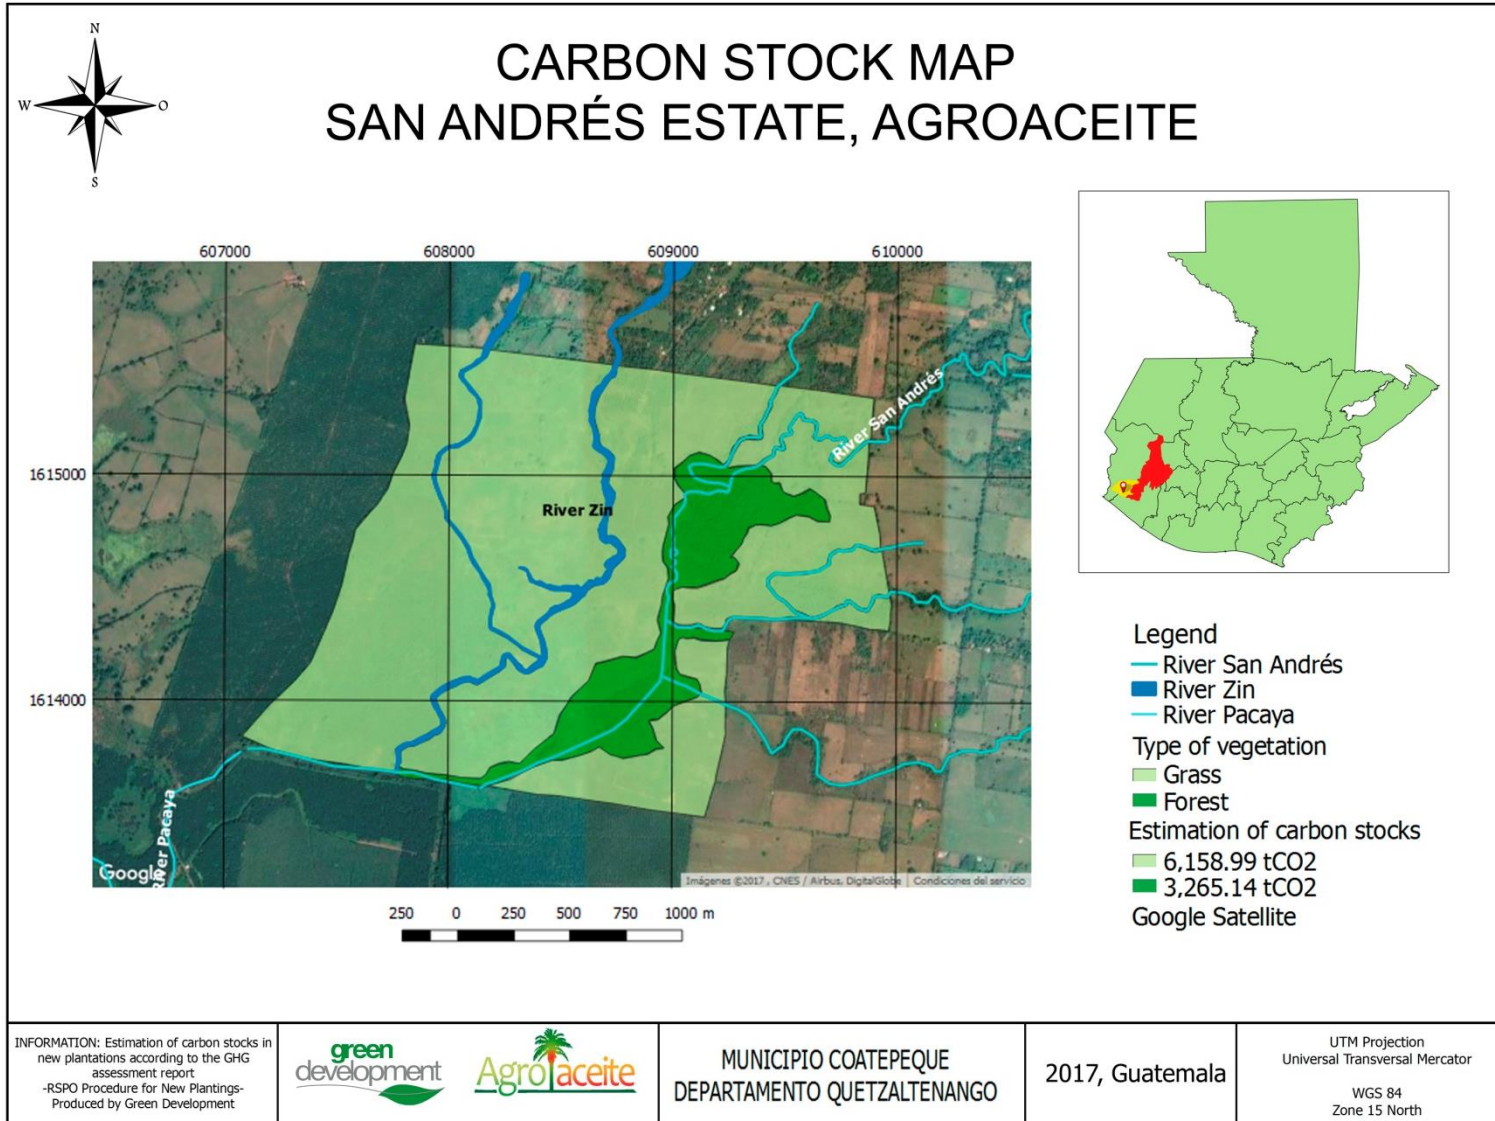 N
W
O
S
CARBON STOCK MAP
SAN ANDRÉS ESTATE, AGROACEITE
607000
608000
609000
610000
1615000
1614000
River San Andrés
River Zin
River Pacaya
Google
Imágenes ©2017 , CNES / Airbus, DigitalGlobe
Condiciones del servicio
250 0 250 500 750 1000 m
Legend
River San Andrés
River Zin
River Pacaya
Type of vegetation
Grass
Forest
Estimation of carbon stocks
6,158.99 tCO2
3,265.14 tCO2
Google Satellite
INFORMATION: Estimation of carbon stocks in
new plantations according to the GHG
assessment report
-RSPO Procedure for New Plantings-
Produced by Green Development
green
development
Agroaceite
MUNICIPIO COATEPEQUE
DEPARTAMENTO QUETZALTENANGO
2017, Guatemala
UTM Projection
Universal Transversal Mercator
WGS 84
Zone 15 North